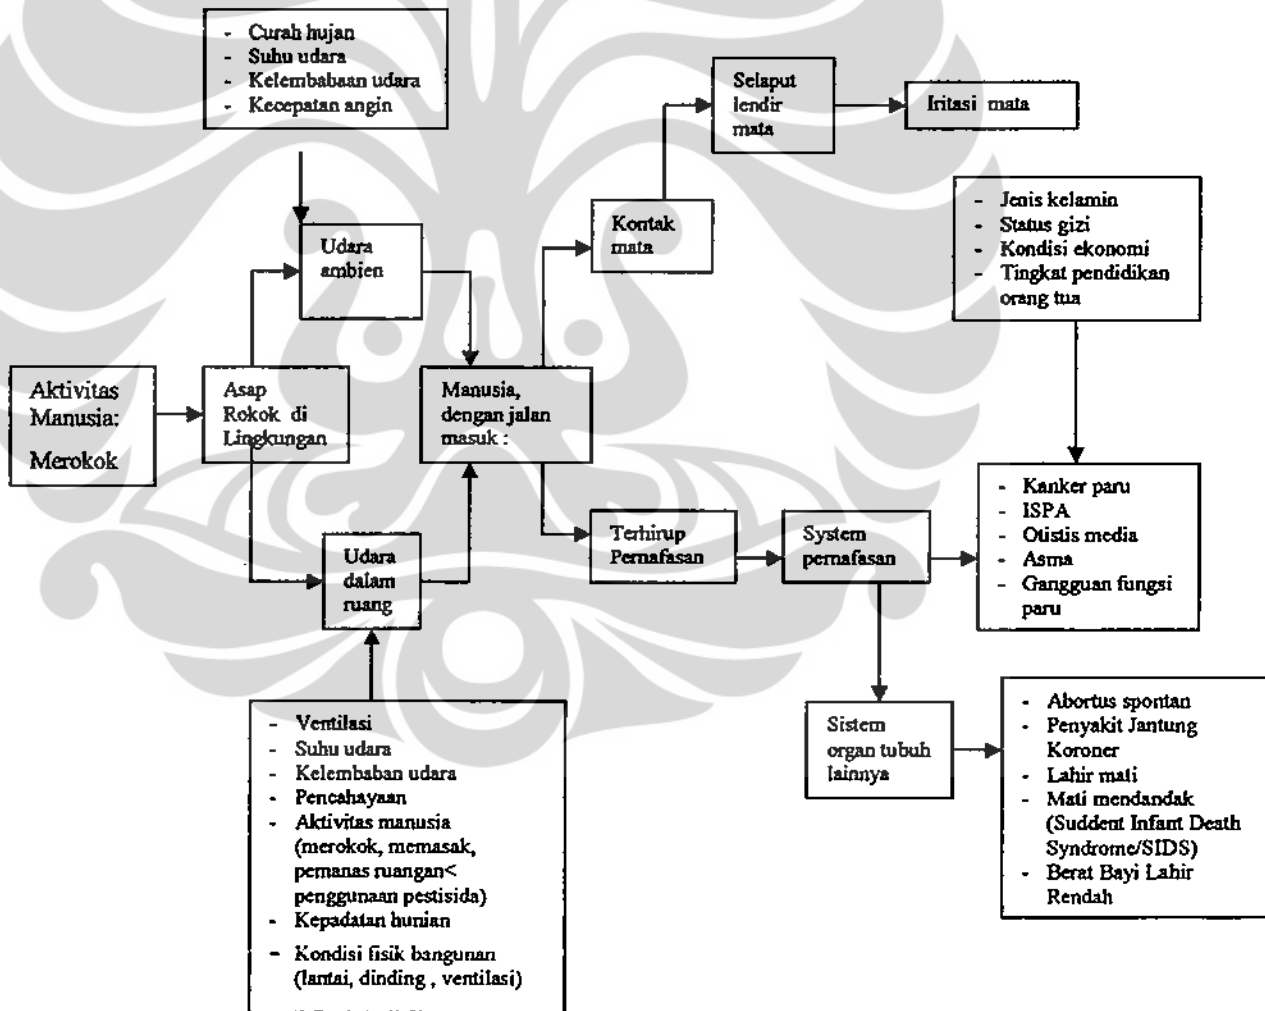 - Curah hujan
- Suhu udara
- Kelembabaan udara
- Kecepatan angin
Selaput
lendir
mata
Iritasi mata
- Jenis kelamin
- Status gizi
- Kondisi ekonomi
- Tingkat pendidikan
orang tua
Kontak
mata
Udara
ambien
Aktivitas
Manusia:
Merokok
Asap
Rokok di
Lingkungan
Manusia,
dengan jalan
masuk :
- Kanker paru
- ISPA
- Otistis media
- Asma
- Gangguan fungsi
paru
Terhirup
Pernafasan
System
pernafasan
Udara
dalam
ruang
- Ventilasi
- Suhu udara
- Kelembaban udara
- Pencahayaan
- Aktivitas manusia
(merokok, memasak,
pemanas ruangan<
penggunaan pestisida)
- Kepadatan hunian
- Kondisi fisik bangunan
(lantai, dinding , ventilasi)
Sistem
organ tubuh
lainnya
- Abortus spontan
- Penyakit Jantung
Koroner
- Lahir mati
- Mati mendandak
(Suddent Infant Death
Syndrome/SIDS)
- Berat Bayi Lahir
Rendah